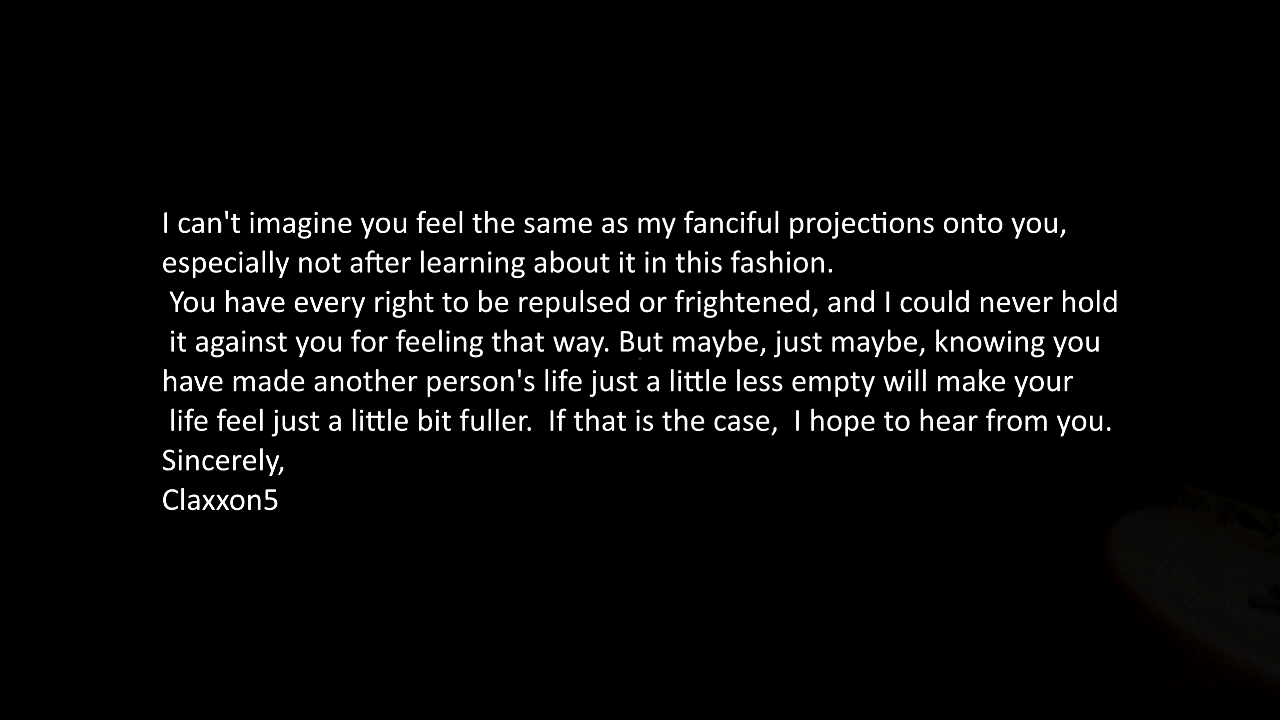 I can't imagine you feel the same as my fanciful projections onto you,
especially not after learning about it in this fashion.
You have every right to be repulsed or frightened, and I could never hold
it against you for feeling that way. But maybe, just maybe, knowing you
have made another person's life just a little less empty will make your
life feel just a little bit fuller.  If that is the case,  I hope to hear from you.
Sincerely,
Claxxon5